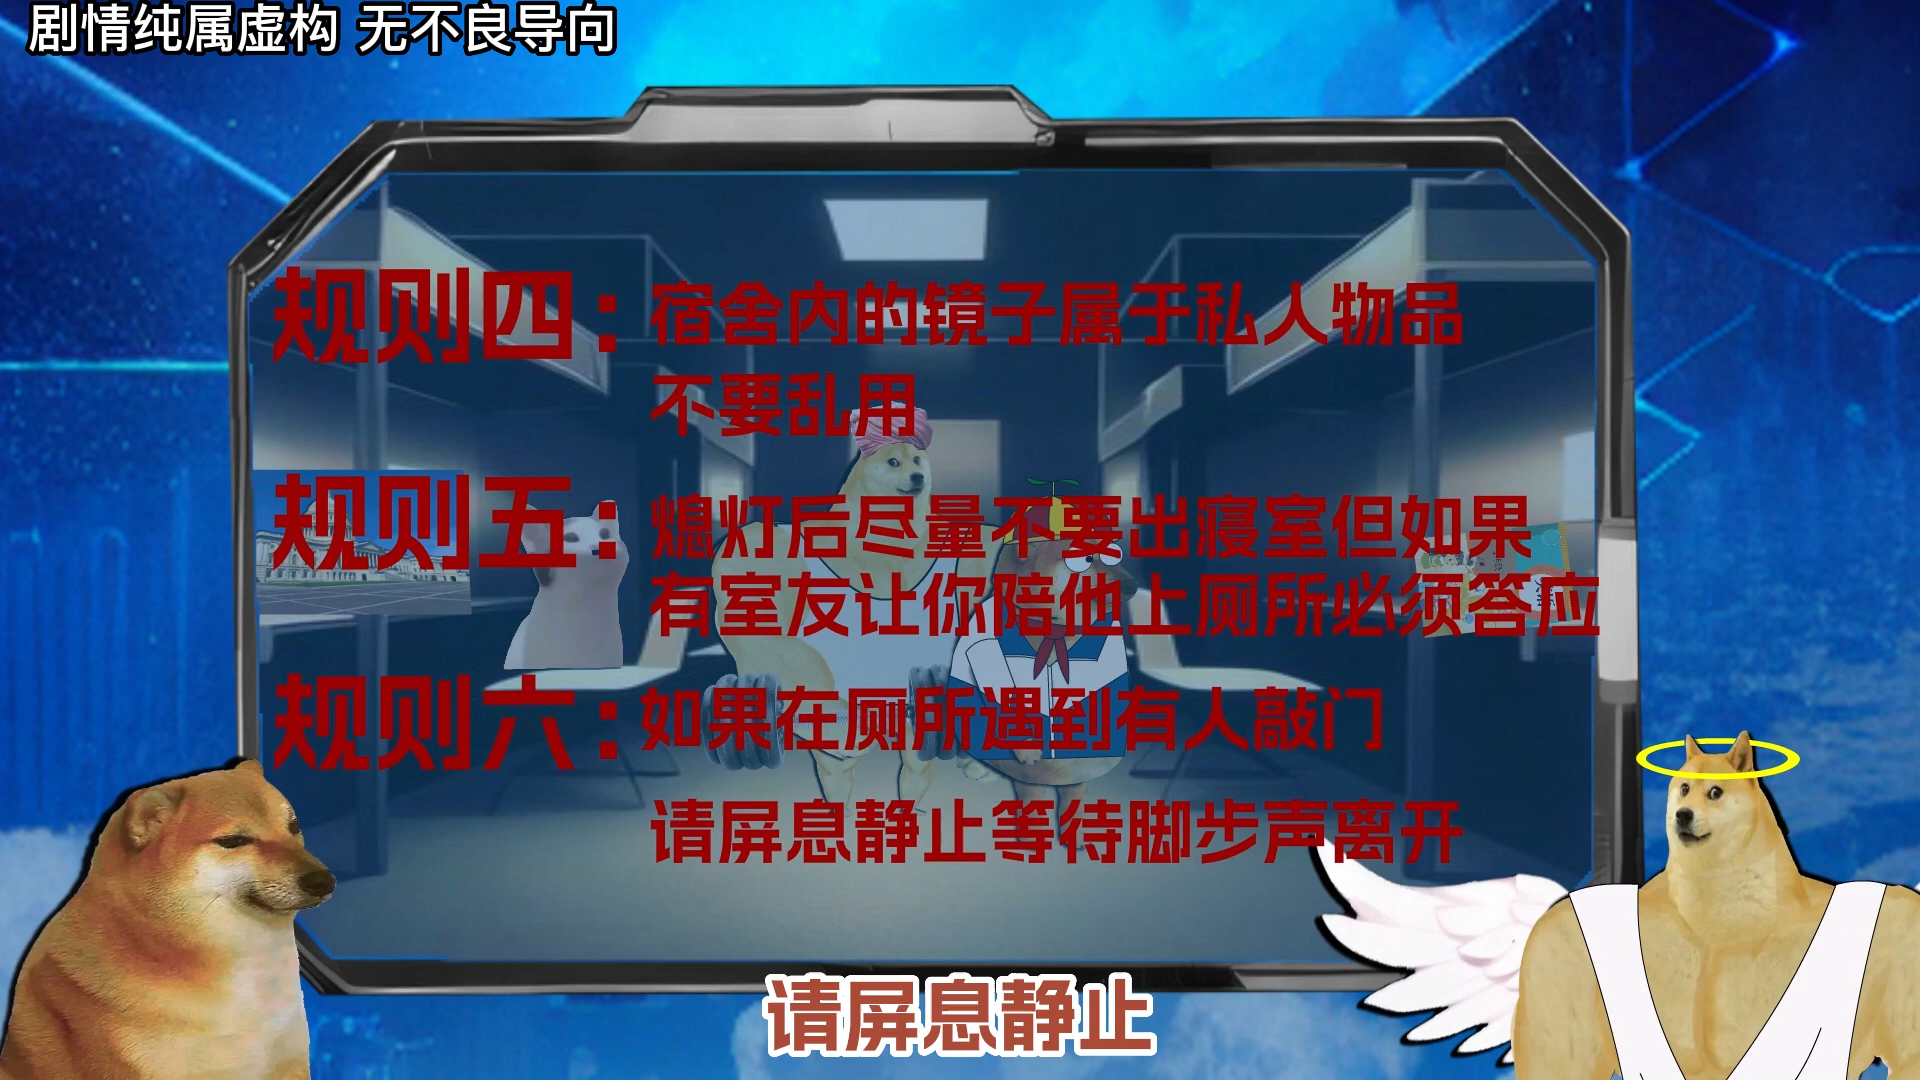 剧情纯属虚构 无不良导向
规则四：宿舍内的镜子属于私人物品
不要乱用
规则五：熄灯后尽量不要出寝室但如果
有室友让你陪他上厕所必须答应
规则六：如果在厕所遇到有人敲门
请屏息静止等待脚步声离开
请屏息静止